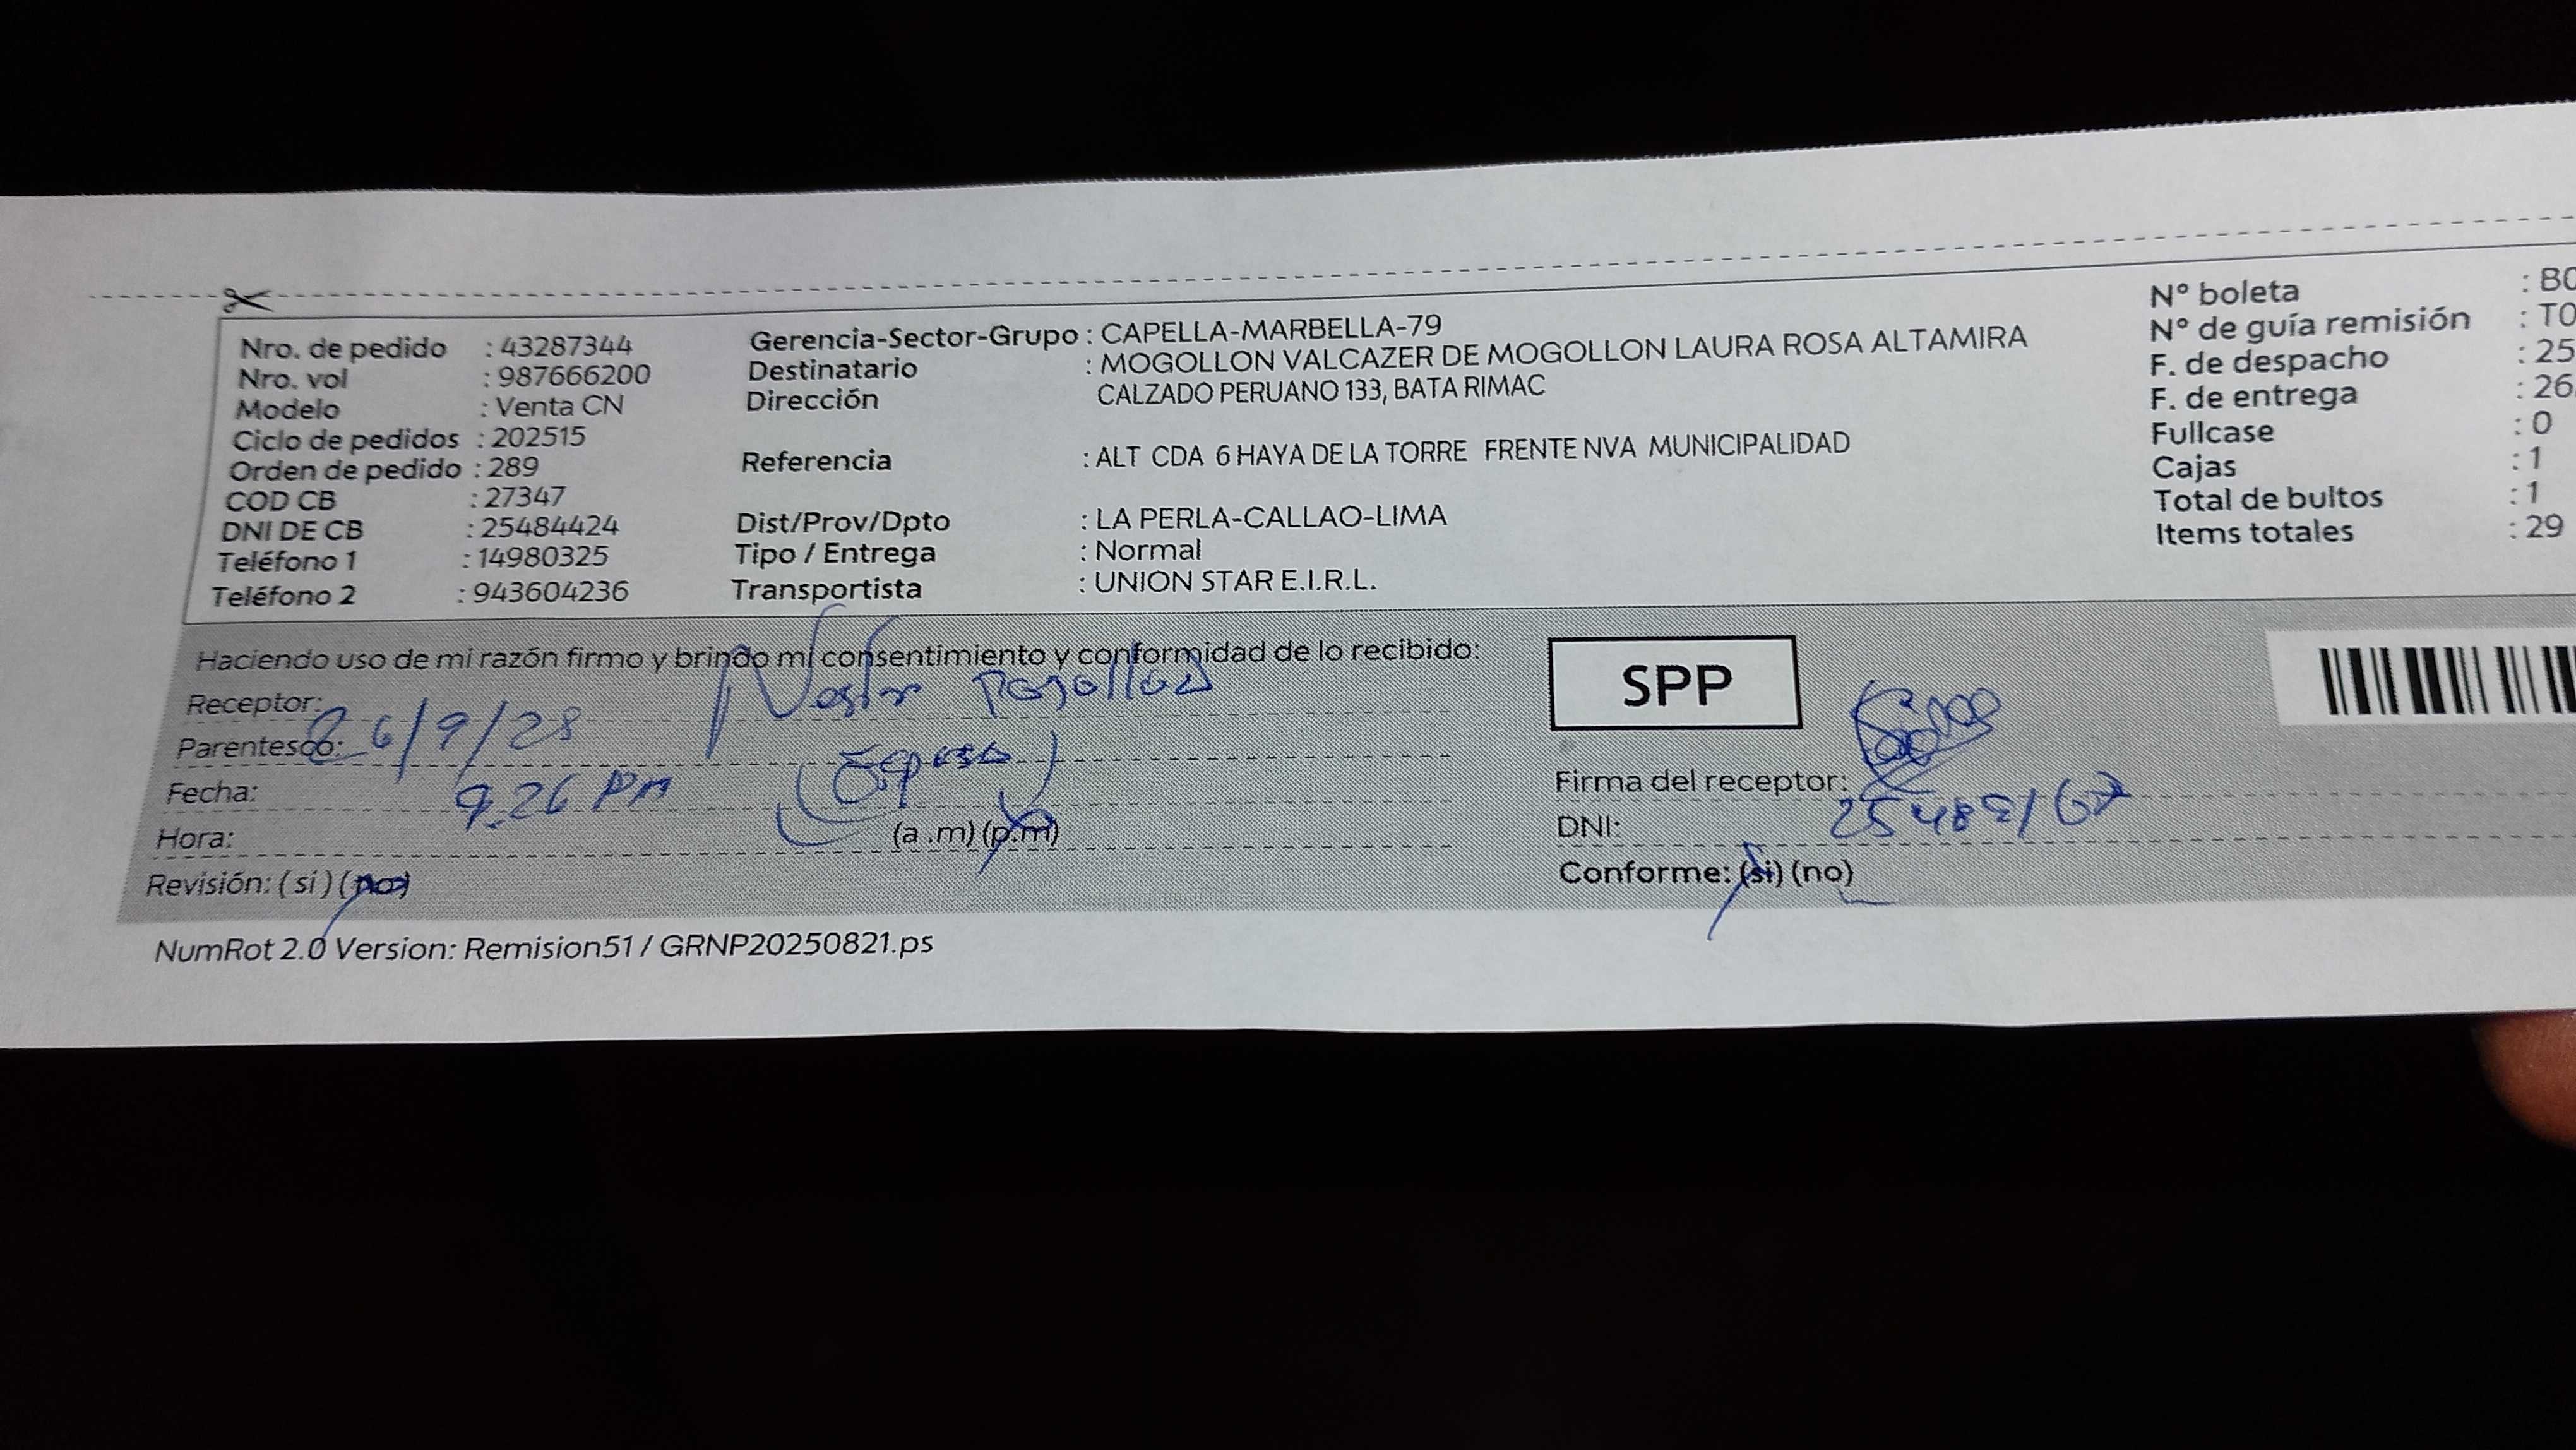 Nro. de pedido : 43287344
Nro. vol : 987666200
Modelo : Venta CN
Ciclo de pedidos : 202515
Orden de pedido : 289
COD CB : 27347
DNI DE CB : 25484424
Teléfono 1 : 14980325
Teléfono 2 : 943604236
Gerencia-Sector-Grupo : CAPELLA-MARBELLA-79
Destinatario : MOGOLLON VALCAZER DE MOGOLLON LAURA ROSA ALTAMIRA
Dirección CALZADO PERUANO 133, BATA RIMAC
Referencia : ALT CDA 6 HAYA DE LA TORRE FRENTE NVA MUNICIPALIDAD
Dist/Prov/Dpto : LA PERLA-CALLAO-LIMA
Tipo / Entrega : Normal
Transportista : UNION STAR E.I.R.L.
N° boleta : B0
N° de guía remisión : T0
F. de despacho : 25
F. de entrega : 26
Fullcase : 0
Cajas : 1
Total de bultos : 1
Items totales : 29
Haciendo uso de mi razón firmo y brindo mi consentimiento y conformidad de lo recibido:
Receptor: Nestor Mogollon
Parentesco: 26/9/25
(Esposo)
Fecha: 9.26 PM
Hora: (a .m) (p.m)
Revisión: ( si ) (no)
SPP
Firma del receptor:
DNI:
Conforme: (si) (no)
NumRot 2.0 Version: Remision51 / GRNP20250821.ps